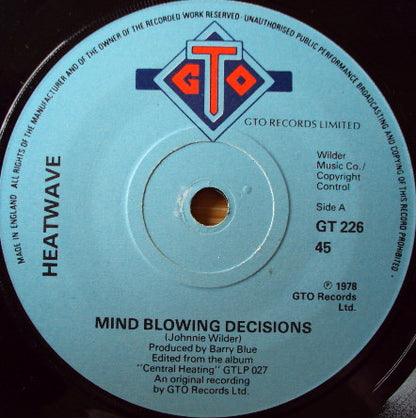 MADE IN ENGLAND. ALL RIGHTS OF THE MANUFACTURER AND OF THE OWNER OF THE RECORDED WORK RESERVED · UNAUTHORISED PUBLIC PERFORMANCE BROADCASTING AND COPYING OF THIS RECORD PROHIBITED ·
GTO
GTO RECORDS LIMITED
HEATWAVE
Wilder
Music Co./
Copyright
Control
Side A
GT 226
45
℗ 1978
GTO Records
Ltd.
MIND BLOWING DECISIONS
(Johnnie Wilder)
Produced by Barry Blue
Edited from the album
"Central Heating" GTLP 027
An original recording
by GTO Records Ltd.